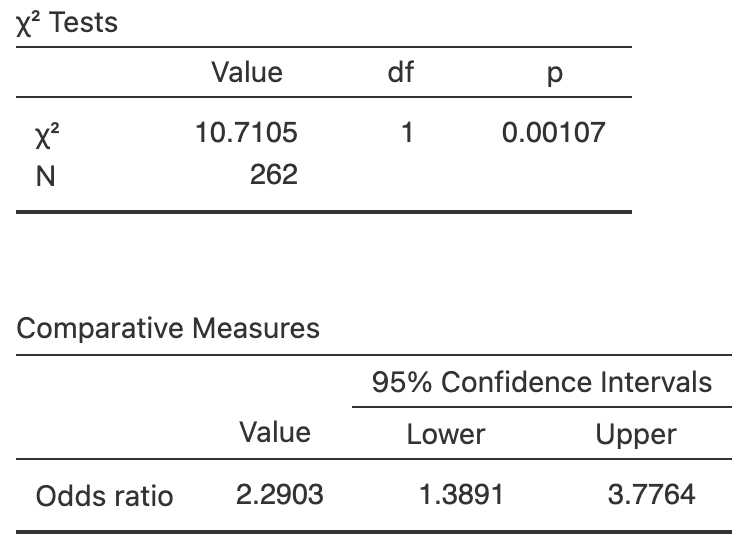 χ² Tests
Value df p
χ² 10.7105 1 0.00107
N 262
Comparative Measures
95% Confidence Intervals
Value Lower Upper
Odds ratio 2.2903 1.3891 3.7764